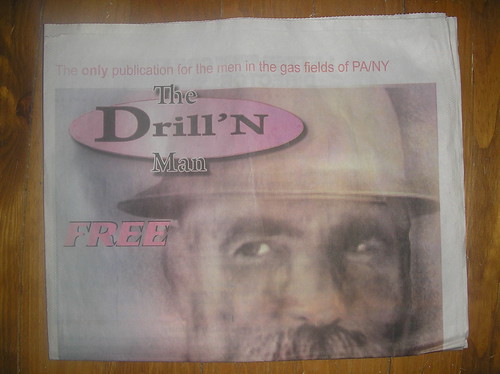 The only publication for the men in the gas fields of PA/NY
The
Drill'N
Man
FREE